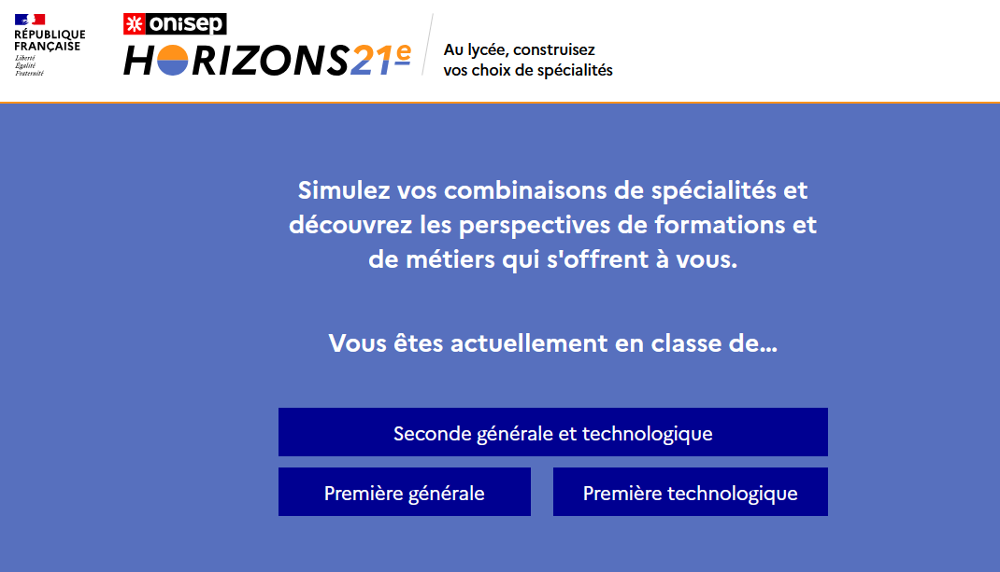 RÉPUBLIQUE
FRANÇAISE
Liberté
Égalité
Fraternité
onisep
HORIZONS21e
Au lycée, construisez
vos choix de spécialités
Simulez vos combinaisons de spécialités et
découvrez les perspectives de formations et
de métiers qui s'offrent à vous.
Vous êtes actuellement en classe de...
Seconde générale et technologique
Première générale
Première technologique